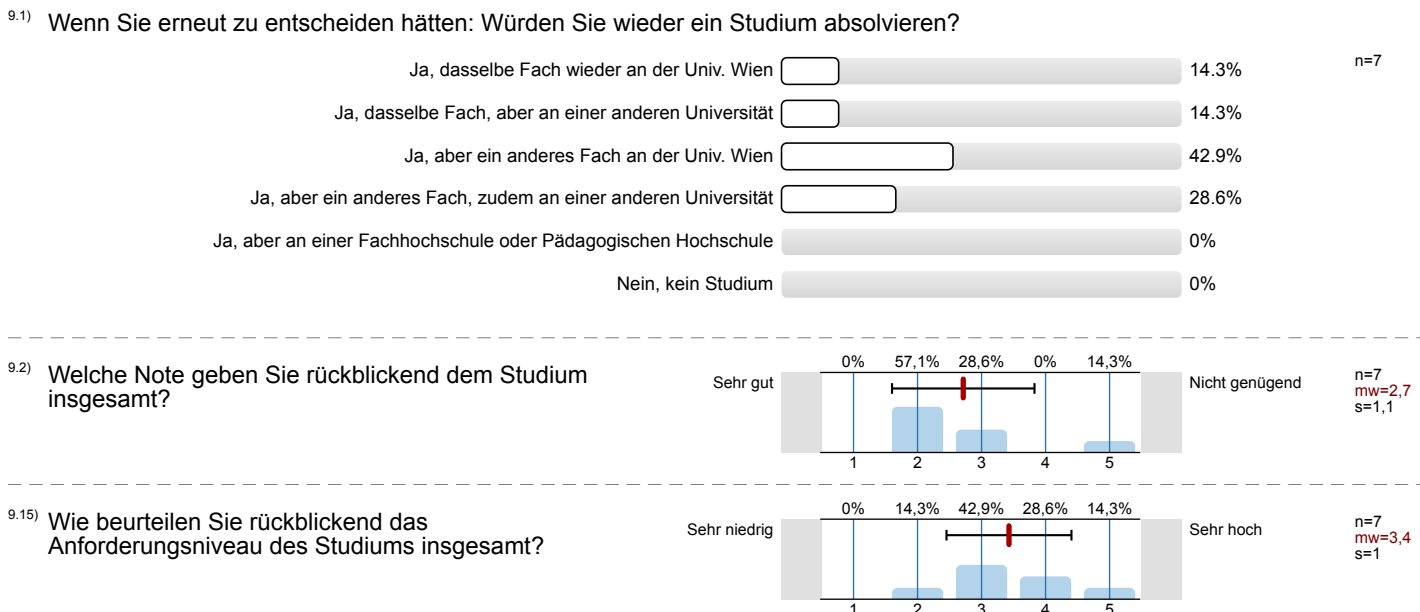 9.1) Wenn Sie erneut zu entscheiden hätten: Würden Sie wieder ein Studium absolvieren?
Ja, dasselbe Fach wieder an der Univ. Wien 14.3% n=7
Ja, dasselbe Fach, aber an einer anderen Universität 14.3%
Ja, aber ein anderes Fach an der Univ. Wien 42.9%
Ja, aber ein anderes Fach, zudem an einer anderen Universität 28.6%
Ja, aber an einer Fachhochschule oder Pädagogischen Hochschule 0%
Nein, kein Studium 0%
9.2) Welche Note geben Sie rückblickend dem Studium
insgesamt?
Sehr gut
0% 57,1% 28,6% 0% 14,3%
1 2 3 4 5
Nicht genügend
n=7
mw=2,7
s=1,1
9.15) Wie beurteilen Sie rückblickend das
Anforderungsniveau des Studiums insgesamt?
Sehr niedrig
0% 14,3% 42,9% 28,6% 14,3%
1 2 3 4 5
Sehr hoch
n=7
mw=3,4
s=1